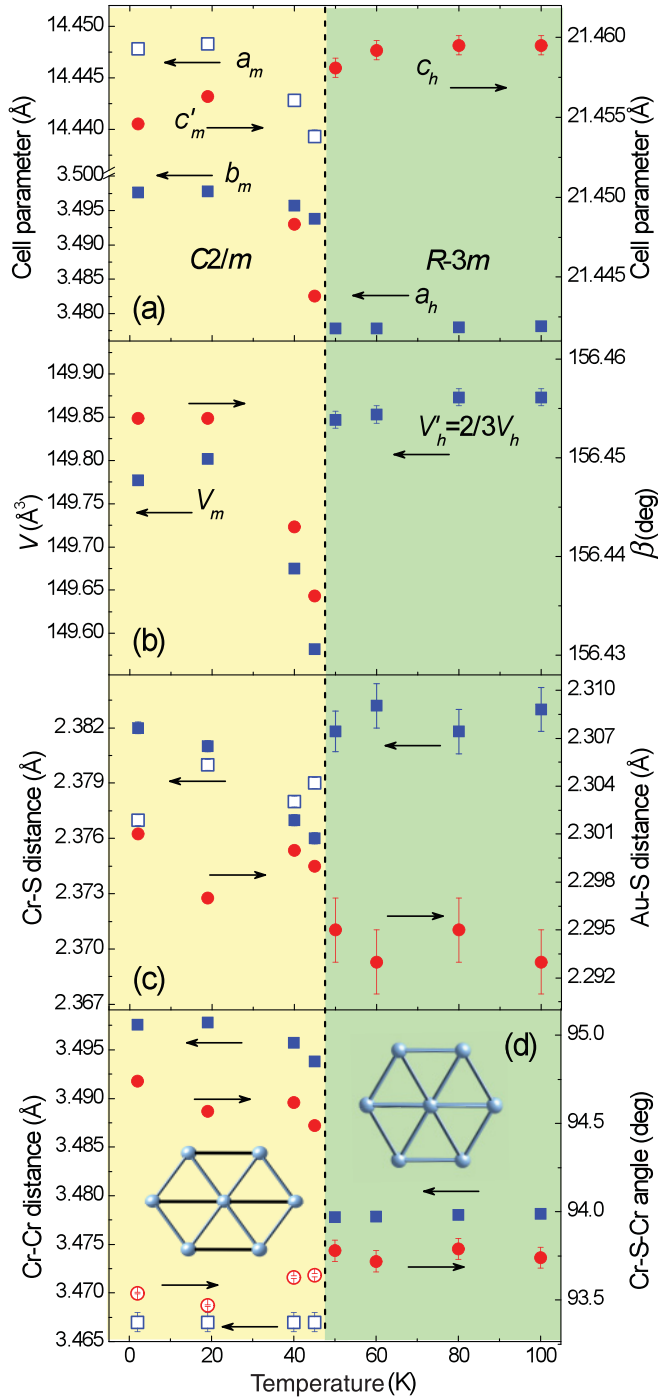 14.450
14.445
14.440
3.500
3.495
3.490
3.485
3.480
Cell parameter (Å)
a_m
c'_m
b_m
C2/m
(a)
c_h
R-3m
a_h
21.460
21.455
21.450
21.445
Cell parameter (Å)
149.90
149.85
149.80
149.75
149.70
149.65
149.60
V (Å³)
V_m
(b)
V'_h=2/3V_h
156.46
156.45
156.44
156.43
β(deg)
2.382
2.379
2.376
2.373
2.370
2.367
Cr-S distance (Å)
(c)
2.310
2.307
2.304
2.301
2.298
2.295
2.292
Au-S distance (Å)
3.495
3.490
3.485
3.480
3.475
3.470
3.465
Cr-Cr distance (Å)
(d)
95.0
94.5
94.0
93.5
Cr-S-Cr angle (deg)
0 20 40 60 80 100
Temperature (K)